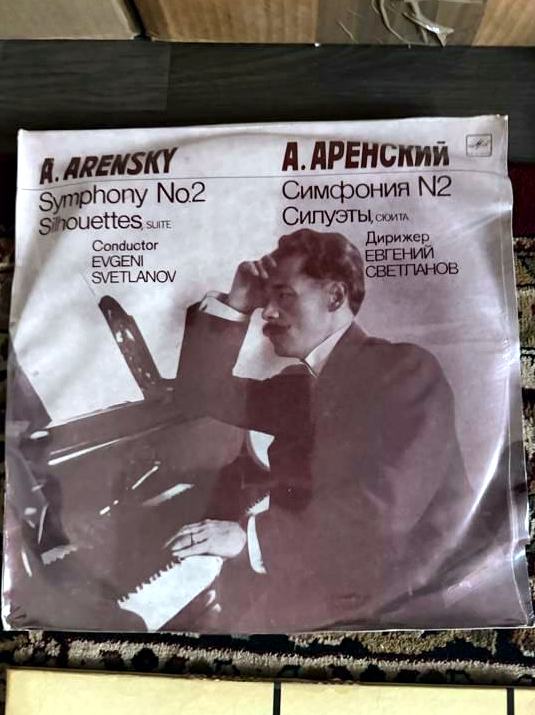 A. ARENSKY
Symphony No.2
Silhouettes, SUITE
Conductor
EVGENI
SVETLANOV
А. АРЕНСКИЙ
Симфония N2
Силуэты, СЮИТА
Дирижер
ЕВГЕНИЙ
СВЕТЛАНОВ